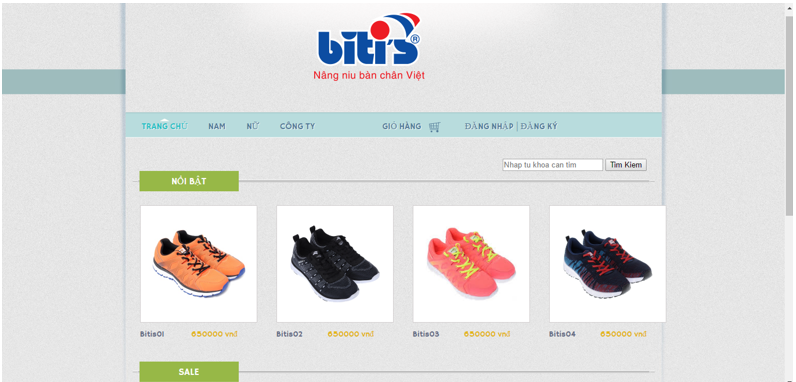 biti's®
Nâng niu bàn chân Việt
TRANG CHỦ NAM NỮ CÔNG TY GIỎ HÀNG ĐĂNG NHẬP | ĐĂNG KÝ
Nhap tu khoa can tim Tim Kiem
NỔI BẬT
Bitis01 650000 vnđ Bitis02 650000 vnđ Bitis03 650000 vnđ Bitis04 650000 vnđ
SALE